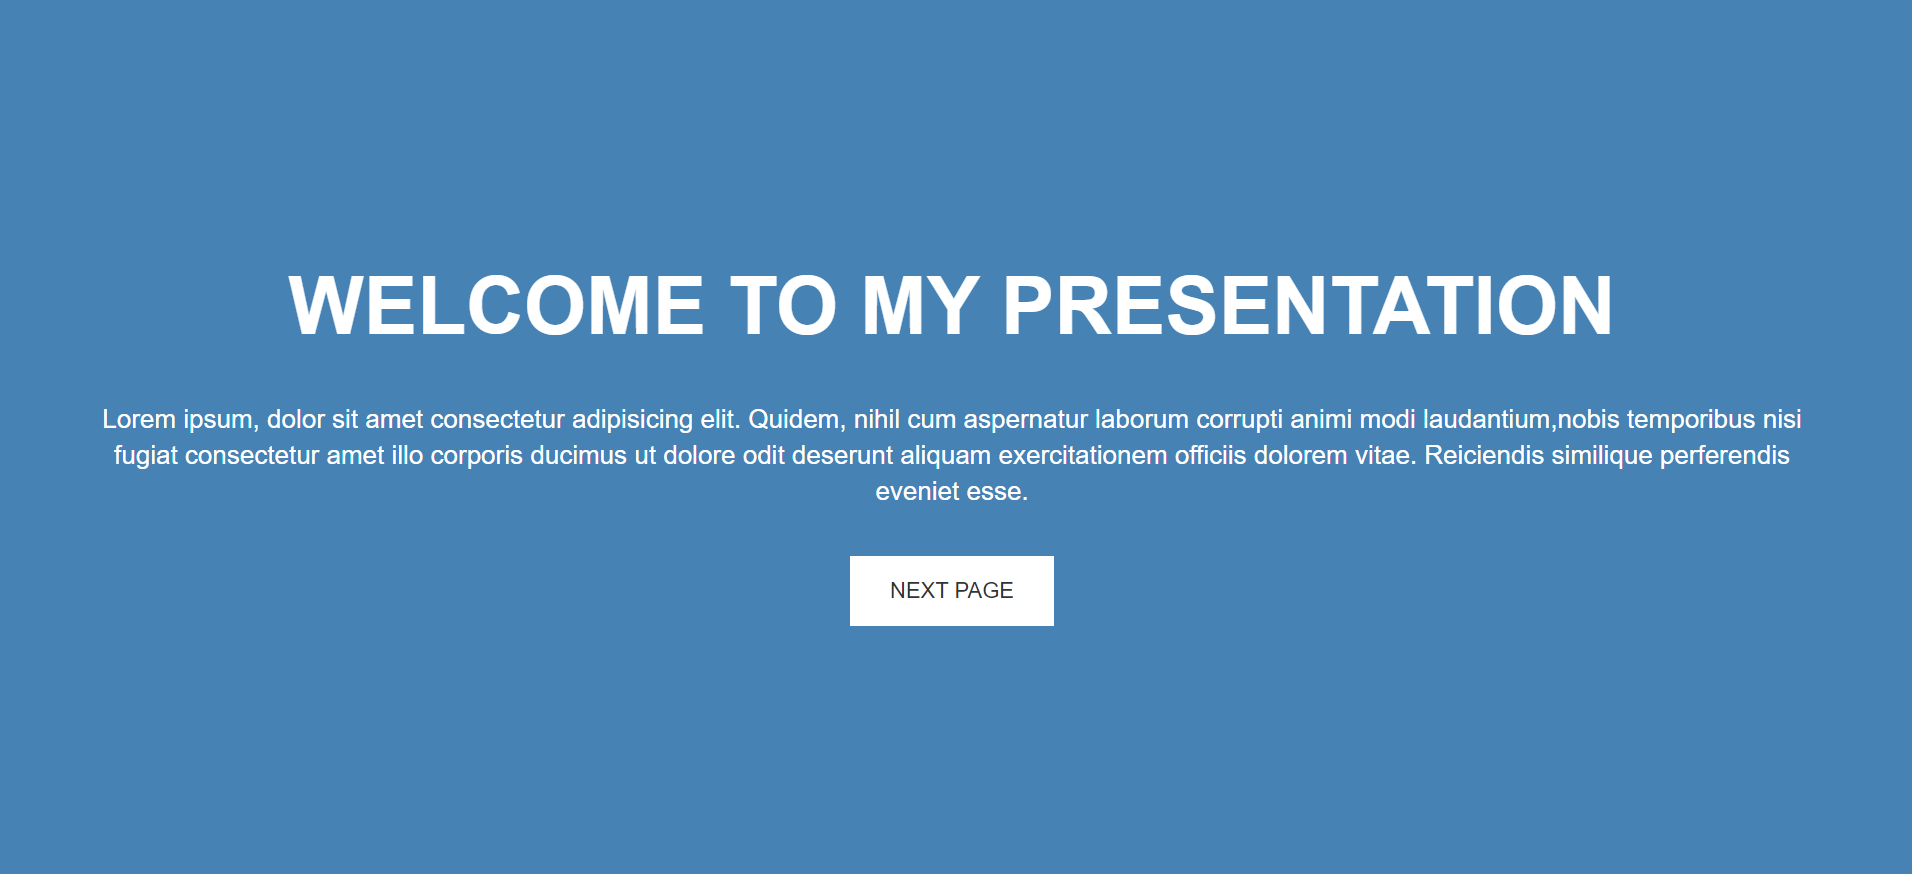 WELCOME TO MY PRESENTATION
Lorem ipsum, dolor sit amet consectetur adipisicing elit. Quidem, nihil cum aspernatur laborum corrupti animi modi laudantium,nobis temporibus nisi
fugiat consectetur amet illo corporis ducimus ut dolore odit deserunt aliquam exercitationem officiis dolorem vitae. Reiciendis similique perferendis
eveniet esse.
NEXT PAGE